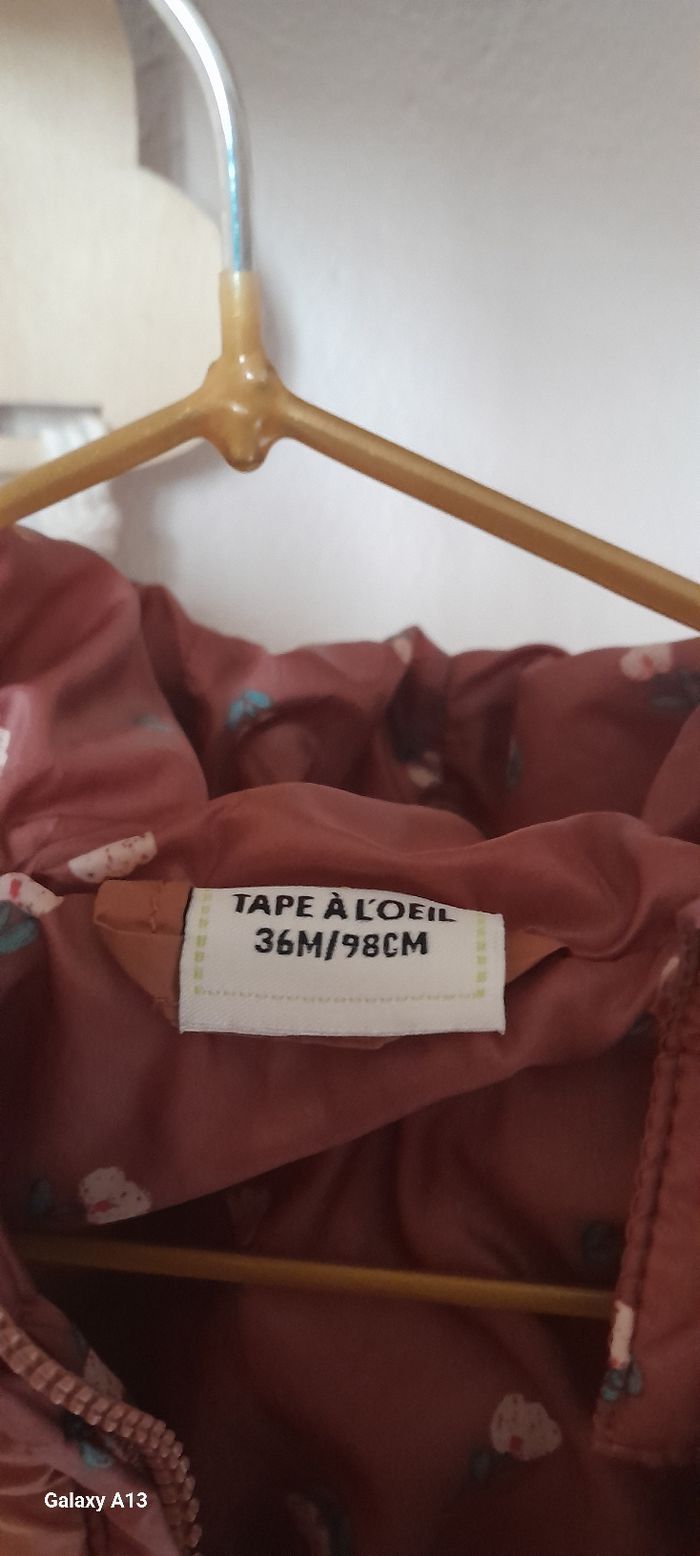 TAPE À L'OEIL
36M/98CM
Galaxy A13